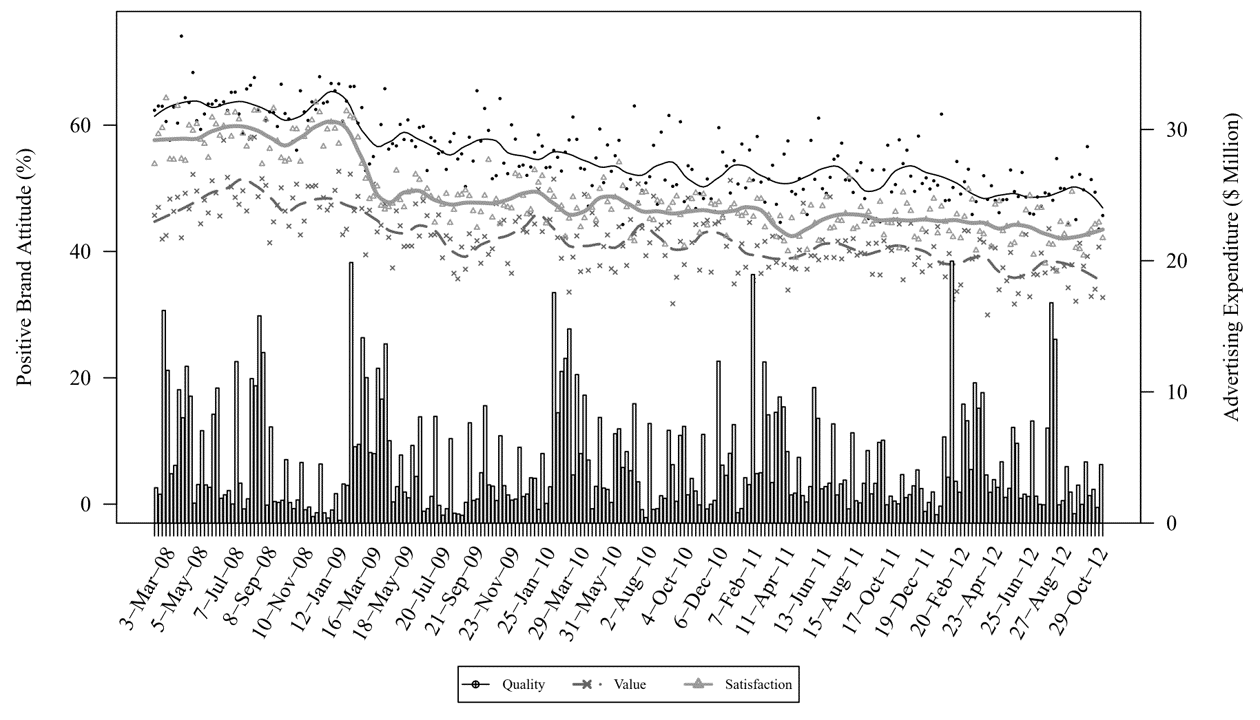 Positive Brand Attitude (%)
60
40
20
0
30
20
10
0
Advertising Expenditure ($ Million)
3−Mar−08
5−May−08
7−Jul−08
8−Sep−08
10−Nov−08
12−Jan−09
16−Mar−09
18−May−09
20−Jul−09
21−Sep−09
23−Nov−09
25−Jan−10
29−Mar−10
31−May−10
2−Aug−10
4−Oct−10
6−Dec−10
7−Feb−11
11−Apr−11
13−Jun−11
15−Aug−11
17−Oct−11
19−Dec−11
20−Feb−12
23−Apr−12
25−Jun−12
27−Aug−12
29−Oct−12
Quality Value Satisfaction